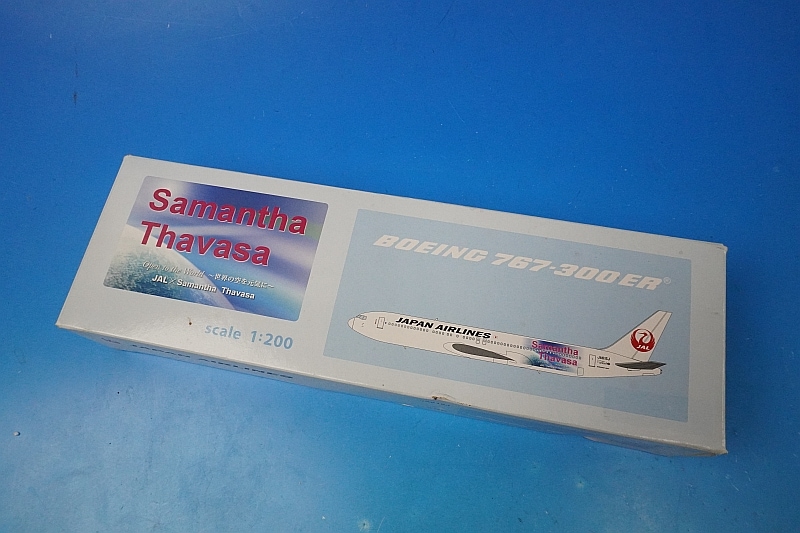 Samantha
Thavasa
Open to the World ~世界の空を元気に~
JAL × Samantha Thavasa
scale 1:200
BOEING 767-300ER®
JAPAN AIRLINES
Samantha
Thavasa
JAL